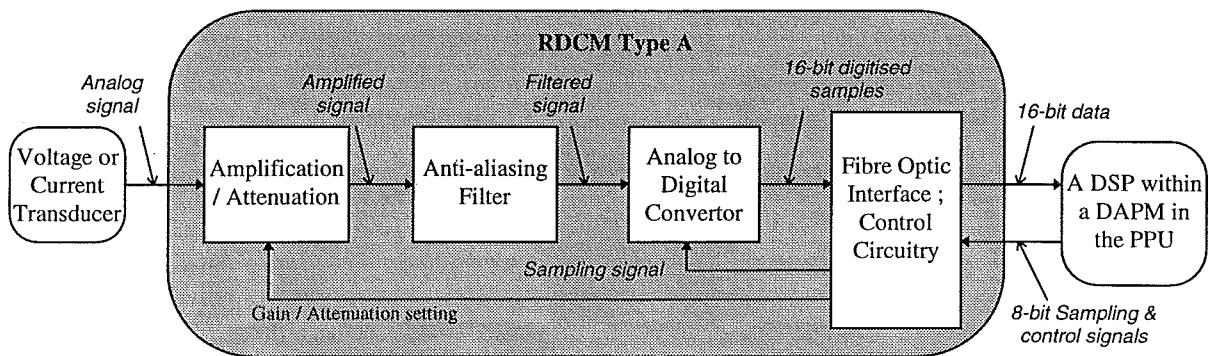 RDCM Type A
Analog
signal
Amplified
signal
Filtered
signal
16-bit digitised
samples
16-bit data
Voltage or
Current
Transducer
Amplification
/ Attenuation
Anti-aliasing
Filter
Analog to
Digital
Convertor
Fibre Optic
Interface ;
Control
Circuitry
A DSP within
a DAPM in
the PPU
Sampling signal
Gain / Attenuation setting
8-bit Sampling &
control signals